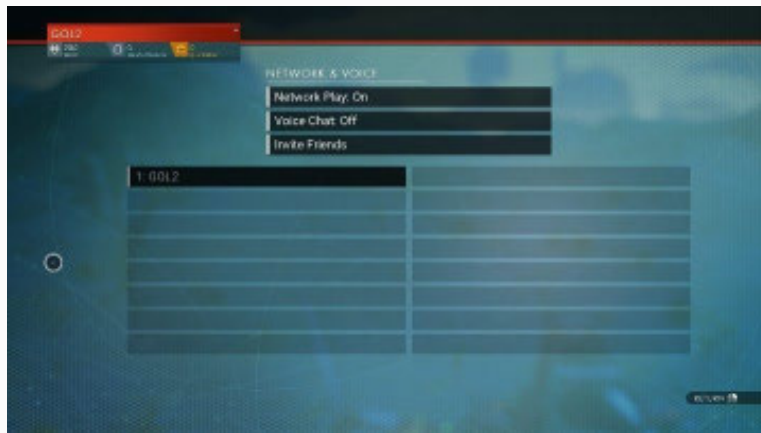 GOL2
NETWORK & VOICE
Network Play: On
Voice Chat: Off
Invite Friends
1: GOL2
RETURN